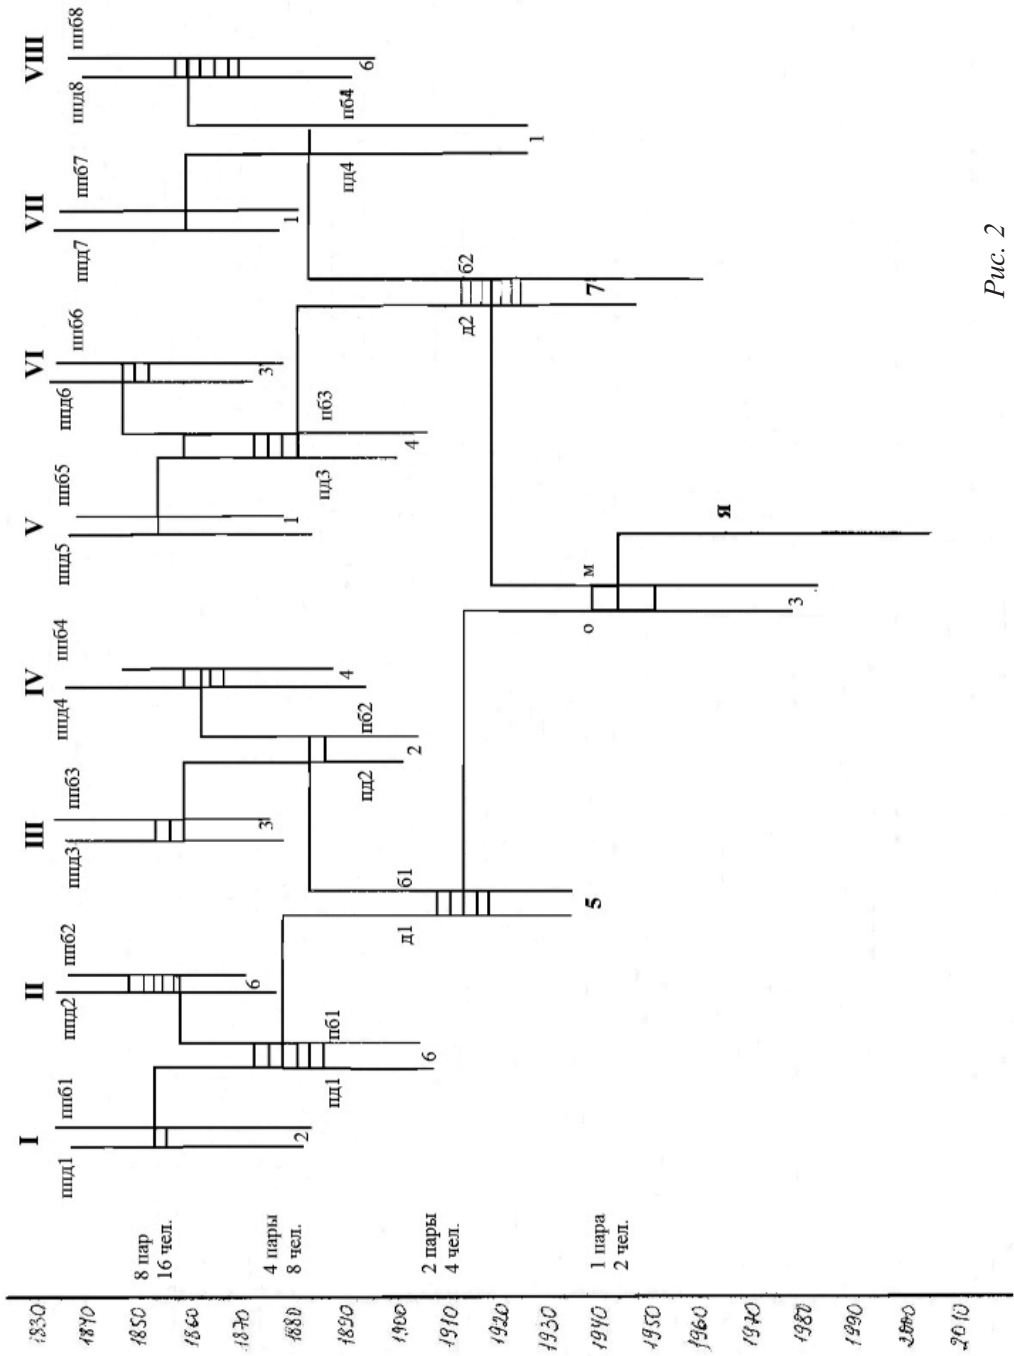 I II III IV V VI VII VIII
ппд1 ппб1 ппд2 ппб2 ппд3 ппб3 ппд4 ппб4 ппд5 ппб5 ппд6 ппб6 ппд7 ппб7 ппд8 ппб8
8 пар
16 чел.
2 6 3 4 1 3 1 6
4 пары
8 чел.
пд1 пб1 пд2 пб2 пд3 пб3 пд4 пб4
6 2 4 1
2 пары
4 чел.
д1 б1 д2 б2
5 7
1 пара
2 чел.
о м
3
я
1830
1840
1850
1860
1870
1880
1890
1900
1910
1920
1930
1940
1950
1960
1970
1980
1990
2000
2010
Рис. 2